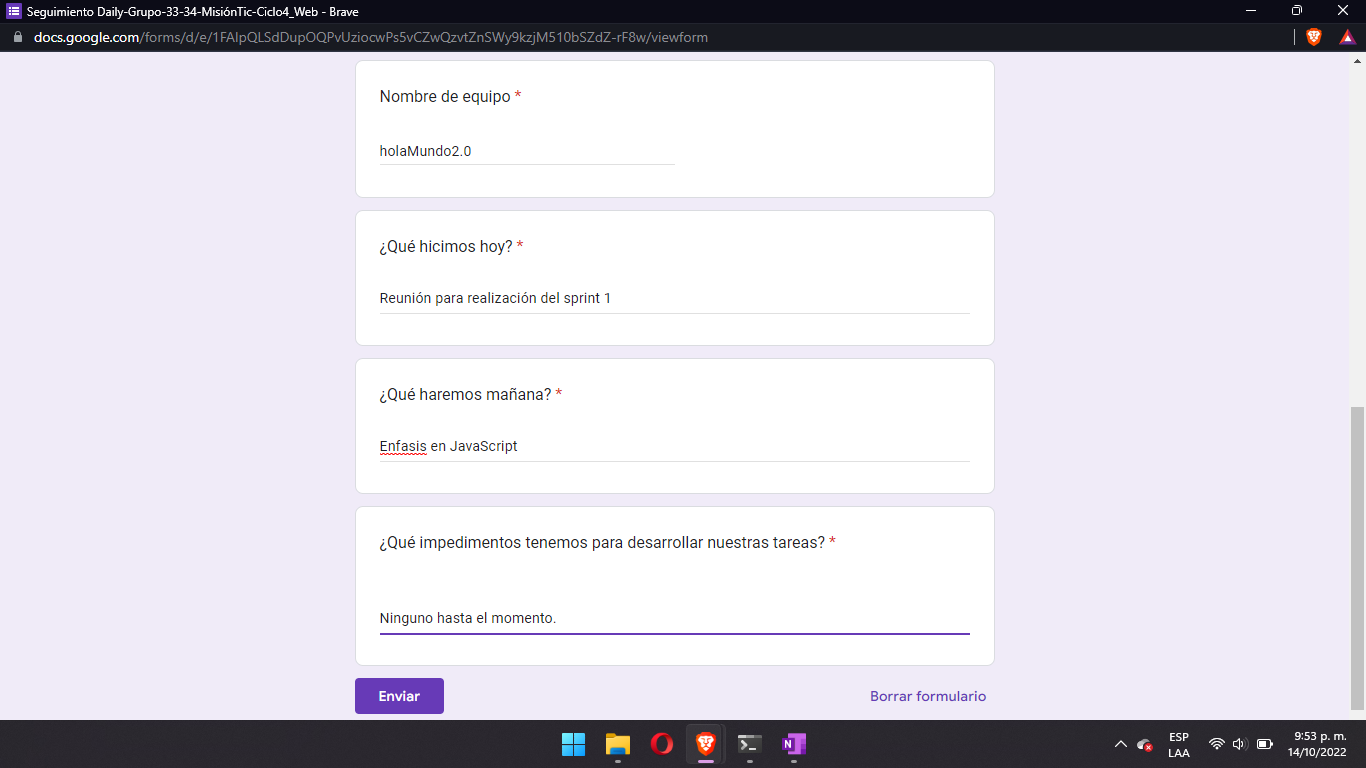 Seguimiento Daily-Grupo-33-34-MisiónTic-Ciclo4_Web - Brave
docs.google.com/forms/d/e/1FAIpQLSdDupOQPvUziocwPs5vCZwQzvtZnSWy9kzjM510bSZdZ-rF8w/viewform
Nombre de equipo *
holaMundo2.0
¿Qué hicimos hoy? *
Reunión para realización del sprint 1
¿Qué haremos mañana? *
Enfasis en JavaScript
¿Qué impedimentos tenemos para desarrollar nuestras tareas? *
Ninguno hasta el momento.
Enviar
Borrar formulario
N
ESP
LAA
9:53 p. m.
14/10/2022